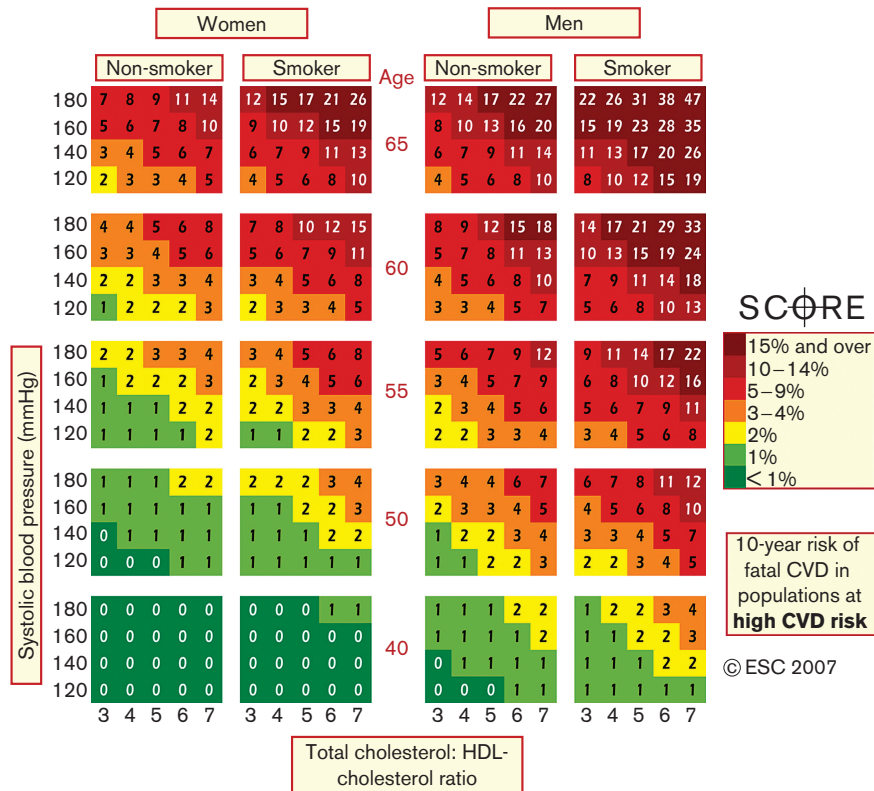 Women Men
Non-smoker Smoker Age Non-smoker Smoker
180 7 8 9 11 14 12 15 17 21 26 12 14 17 22 27 22 26 31 38 47
160 5 6 7 8 10 9 10 12 15 19 8 10 13 16 20 15 19 23 28 35
65
140 3 4 5 6 7 6 7 9 11 13 6 7 9 11 14 11 13 17 20 26
120 2 3 3 4 5 4 5 6 8 10 4 5 6 8 10 8 10 12 15 19
180 4 4 5 6 8 7 8 10 12 15 8 9 12 15 18 14 17 21 29 33
160 3 3 4 5 6 5 6 7 9 11 5 7 8 11 13 10 13 15 19 24
60
140 2 2 3 3 4 3 4 5 6 8 4 5 6 8 10 7 9 11 14 18
120 1 2 2 2 3 2 3 3 4 5 3 3 4 5 7 5 6 8 10 13
180 2 2 3 3 4 3 4 5 6 8 5 6 7 9 12 9 11 14 17 22
160 1 2 2 2 3 2 3 4 5 6 3 4 5 7 9 6 8 10 12 16
55
140 1 1 1 2 2 2 2 3 3 4 2 3 4 5 6 5 6 7 9 11
120 1 1 1 1 2 1 1 2 2 3 2 2 3 3 4 3 4 5 6 8
180 1 1 1 2 2 2 2 2 3 4 3 4 4 6 7 6 7 8 11 12
160 1 1 1 1 1 1 1 2 2 3 2 3 3 4 5 4 5 6 8 10
50
140 0 1 1 1 1 1 1 1 2 2 1 2 2 3 4 3 3 4 5 7
120 0 0 0 1 1 1 1 1 1 1 1 1 2 2 3 2 2 3 4 5
180 0 0 0 0 0 0 0 0 1 1 1 1 1 2 2 1 2 2 3 4
160 0 0 0 0 0 0 0 0 0 0 1 1 1 1 2 1 1 2 2 3
40
140 0 0 0 0 0 0 0 0 0 0 0 1 1 1 1 1 1 1 2 2
120 0 0 0 0 0 0 0 0 0 0 0 0 0 1 1 1 1 1 1 1
3 4 5 6 7 3 4 5 6 7 3 4 5 6 7 3 4 5 6 7
Systolic blood pressure (mmHg)
Total cholesterol: HDL-
cholesterol ratio
SCORE
15% and over
10–14%
5–9%
3–4%
2%
1%
< 1%
10-year risk of
fatal CVD in
populations at
high CVD risk
© ESC 2007